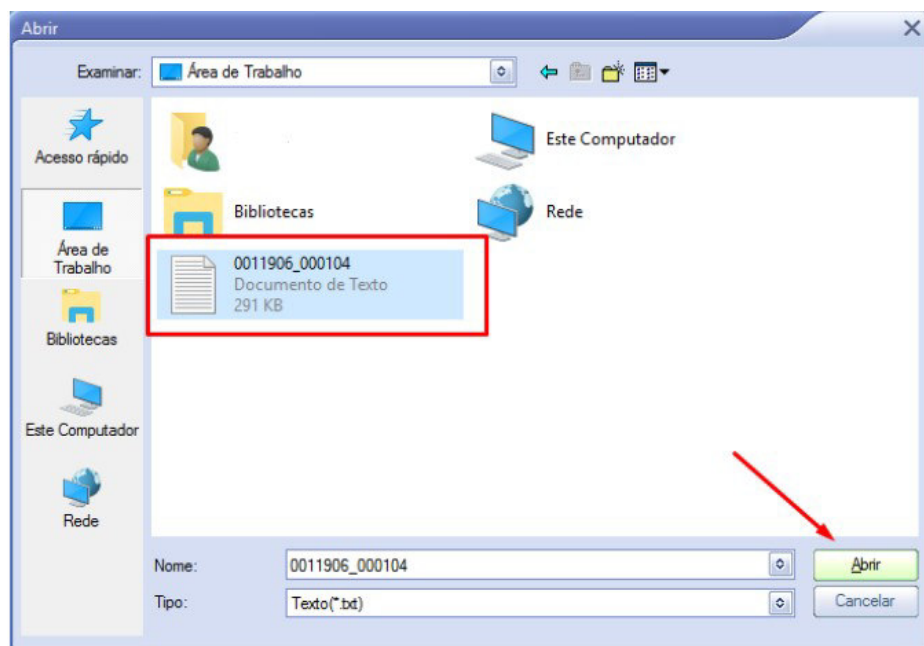 Abrir
Examinar:
Área de Trabalho
Acesso rápido
Área de
Trabalho
Bibliotecas
Este Computador
Rede
Este Computador
Bibliotecas
Rede
0011906_000104
Documento de Texto
291 KB
Nome:
0011906_000104
Abrir
Tipo:
Texto(*.txt)
Cancelar